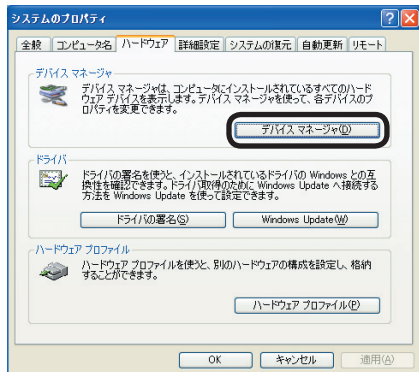 システムのプロパティ
全般 コンピュータ名 ハードウェア 詳細設定 システムの復元 自動更新 リモート
デバイス マネージャ
デバイス マネージャは、コンピュータにインストールされているすべてのハード
ウェア デバイスを表示します。デバイス マネージャを使って、各デバイスのプ
ロパティを変更できます。
デバイス マネージャ(D)
ドライバ
ドライバの署名を使うと、インストールされているドライバの Windows との互
換性を確認できます。ドライバ取得のために Windows Update へ接続する
方法を Windows Update を使って設定できます。
ドライバの署名(S) Windows Update(W)
ハードウェア プロファイル
ハードウェア プロファイルを使うと、別のハードウェアの構成を設定し、格納
することができます。
ハードウェア プロファイル(P)
OK キャンセル 適用(A)